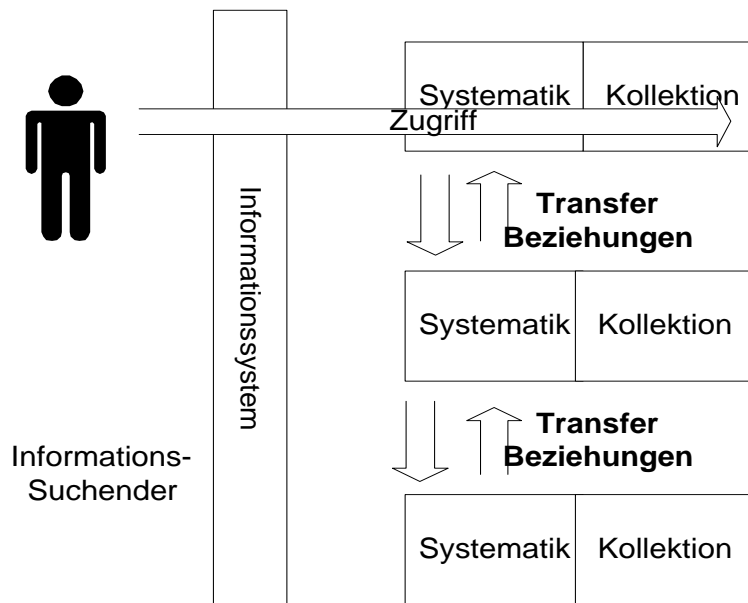 Systematik Kollektion
Zugriff
Informationssystem
Transfer
Beziehungen
Systematik Kollektion
Transfer
Beziehungen
Informations-
Suchender
Systematik Kollektion